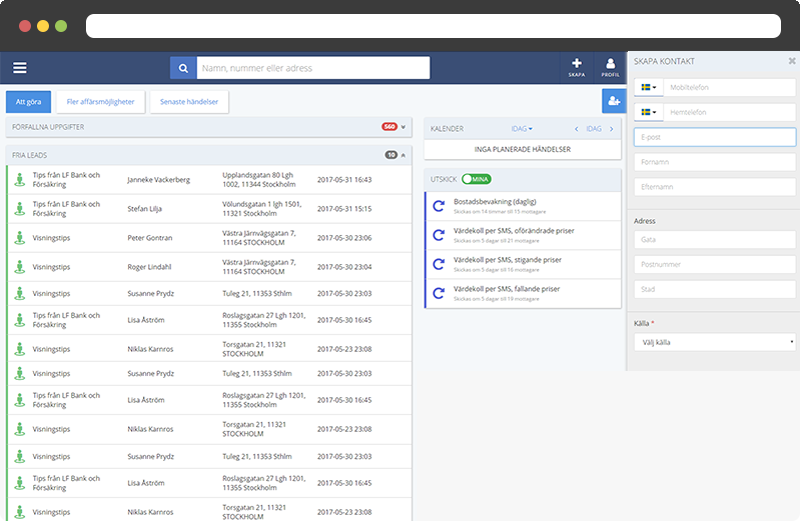 Namn, nummer eller adress
SKAPA
PROFIL
Att göra
Fler affärsmöjligheter
Senaste händelser
FÖRFALLNA UPPGIFTER
560
FRIA LEADS
10
Tips från LF Bank och
Försäkring
Janneke Vackerberg
Upplandsgatan 80 Lgh
1002, 11344 Stockholm
2017-05-31 16:43
Tips från LF Bank och
Försäkring
Stefan Lilja
Völundsgatan 1 lgh 1501,
11321 Stockholm
2017-05-31 15:15
Visningstips
Peter Gontran
Västra Järnvägsgatan 7,
11164 STOCKHOLM
2017-05-30 23:06
Visningstips
Roger Lindahl
Västra Järnvägsgatan 7,
11164 STOCKHOLM
2017-05-30 23:04
Visningstips
Susanne Prydz
Tuleg 21, 11353 Sthlm
2017-05-30 23:03
Tips från LF Bank och
Försäkring
Lisa Åström
Roslagsgatan 27 Lgh 1201,
11355 Stockholm
2017-05-30 16:45
Visningstips
Niklas Karnros
Torsgatan 21, 11321
STOCKHOLM
2017-05-23 23:08
Visningstips
Susanne Prydz
Tuleg 21, 11353 Sthlm
2017-05-30 23:03
Tips från LF Bank och
Försäkring
Lisa Åström
Roslagsgatan 27 Lgh 1201,
11355 Stockholm
2017-05-30 16:45
Visningstips
Niklas Karnros
Torsgatan 21, 11321
STOCKHOLM
2017-05-23 23:08
Visningstips
Susanne Prydz
Tuleg 21, 11353 Sthlm
2017-05-30 23:03
Tips från LF Bank och
Försäkring
Lisa Åström
Roslagsgatan 27 Lgh 1201,
11355 Stockholm
2017-05-30 16:45
Visningstips
Niklas Karnros
Torsgatan 21, 11321
STOCKHOLM
2017-05-23 23:08
KALENDER
IDAG
IDAG
INGA PLANERADE HÄNDELSER
UTSKICK
MINA
Bostadsbevakning (daglig)
Skickas om 14 timmar till 15 mottagare
Värdekoll per SMS, oförändrade priser
Skickas om 5 dagar till 21 mottagare
Värdekoll per SMS, stigande priser
Skickas om 5 dagar till 16 mottagare
Värdekoll per SMS, fallande priser
Skickas om 5 dagar till 19 mottagare
SKAPA KONTAKT
Mobiltelefon
Hemtelefon
E-post
Förnamn
Efternamn
Adress
Gata
Postnummer
Stad
Källa *
Välj källa